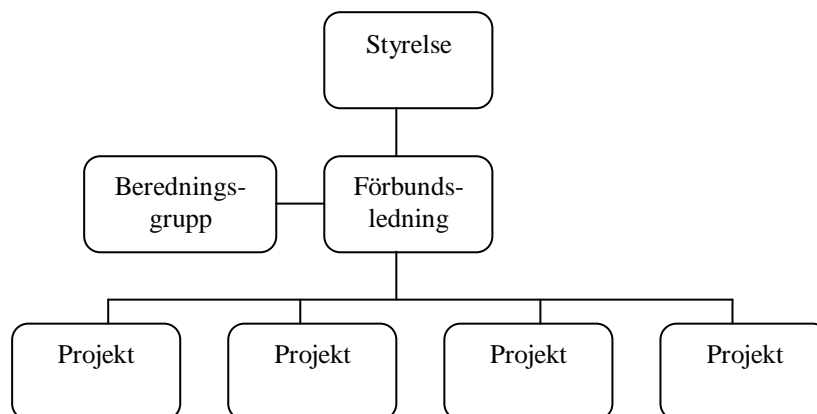 Styrelse
Berednings-
grupp
Förbunds-
ledning
Projekt
Projekt
Projekt
Projekt